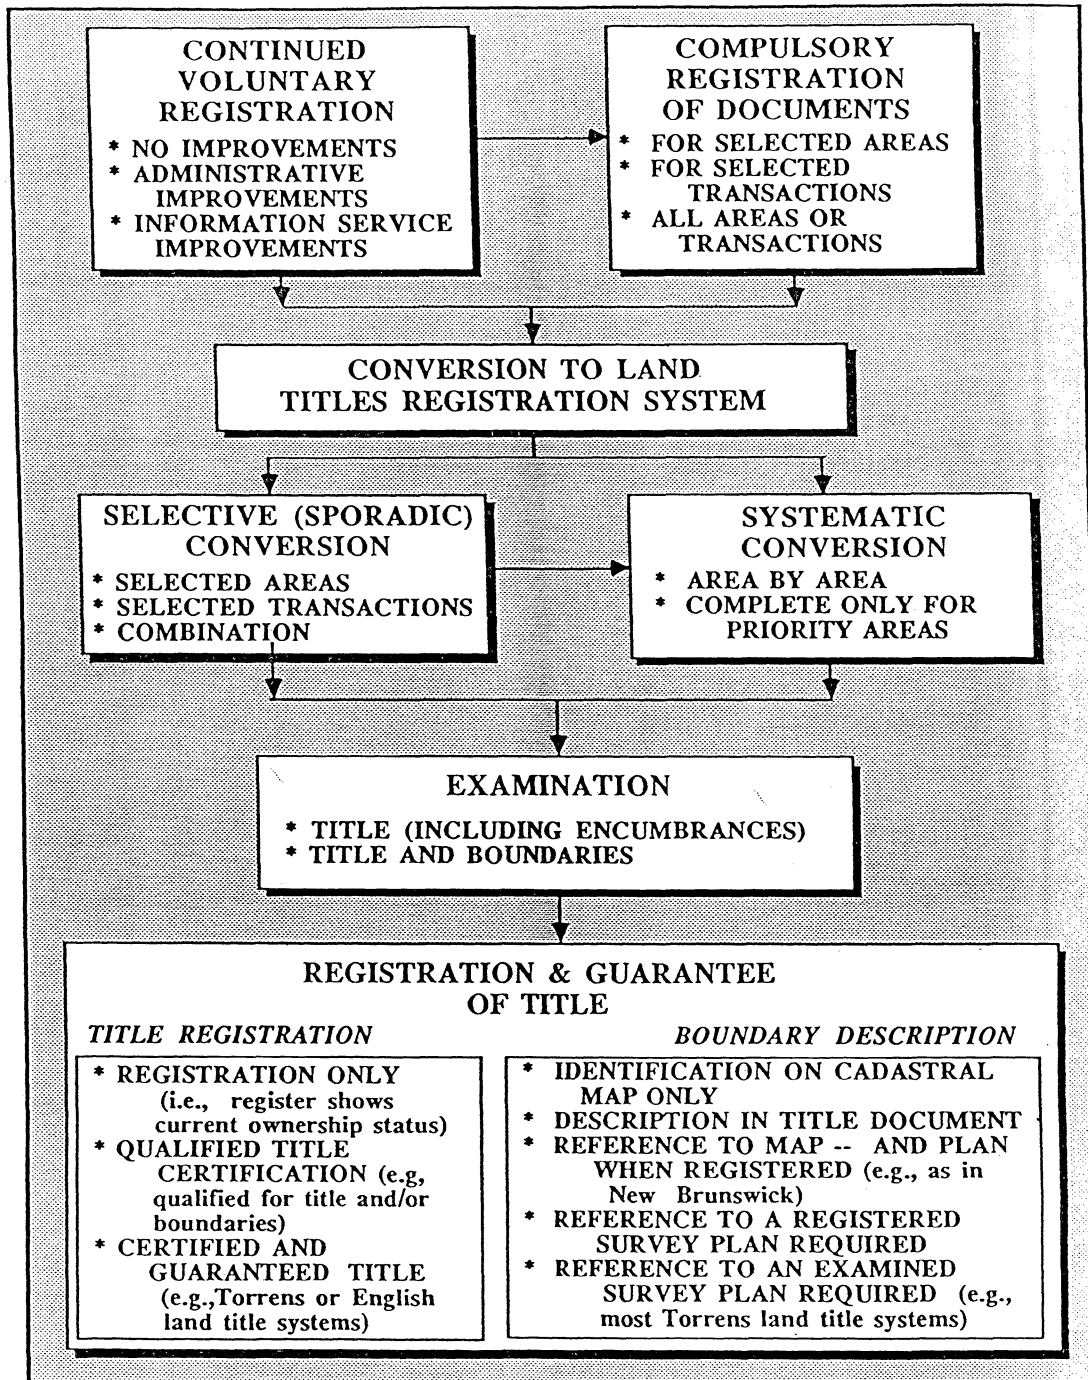 CONTINUED
VOLUNTARY
REGISTRATION
* NO IMPROVEMENTS
* ADMINISTRATIVE
IMPROVEMENTS
* INFORMATION SERVICE
IMPROVEMENTS
COMPULSORY
REGISTRATION
OF DOCUMENTS
* FOR SELECTED AREAS
* FOR SELECTED
TRANSACTIONS
* ALL AREAS OR
TRANSACTIONS
CONVERSION TO LAND
TITLES REGISTRATION SYSTEM
SELECTIVE (SPORADIC)
CONVERSION
* SELECTED AREAS
* SELECTED TRANSACTIONS
* COMBINATION
SYSTEMATIC
CONVERSION
* AREA BY AREA
* COMPLETE ONLY FOR
PRIORITY AREAS
EXAMINATION
* TITLE (INCLUDING ENCUMBRANCES)
* TITLE AND BOUNDARIES
REGISTRATION & GUARANTEE
OF TITLE
TITLE REGISTRATION
* REGISTRATION ONLY
(i.e., register shows
current ownership status)
* QUALIFIED TITLE
CERTIFICATION (e.g,
qualified for title and/or
boundaries)
* CERTIFIED AND
GUARANTEED TITLE
(e.g.,Torrens or English
land title systems)
BOUNDARY DESCRIPTION
* IDENTIFICATION ON CADASTRAL
MAP ONLY
* DESCRIPTION IN TITLE DOCUMENT
* REFERENCE TO MAP -- AND PLAN
WHEN REGISTERED (e.g., as in
New Brunswick)
* REFERENCE TO A REGISTERED
SURVEY PLAN REQUIRED
* REFERENCE TO AN EXAMINED
SURVEY PLAN REQUIRED (e.g.,
most Torrens land title systems)